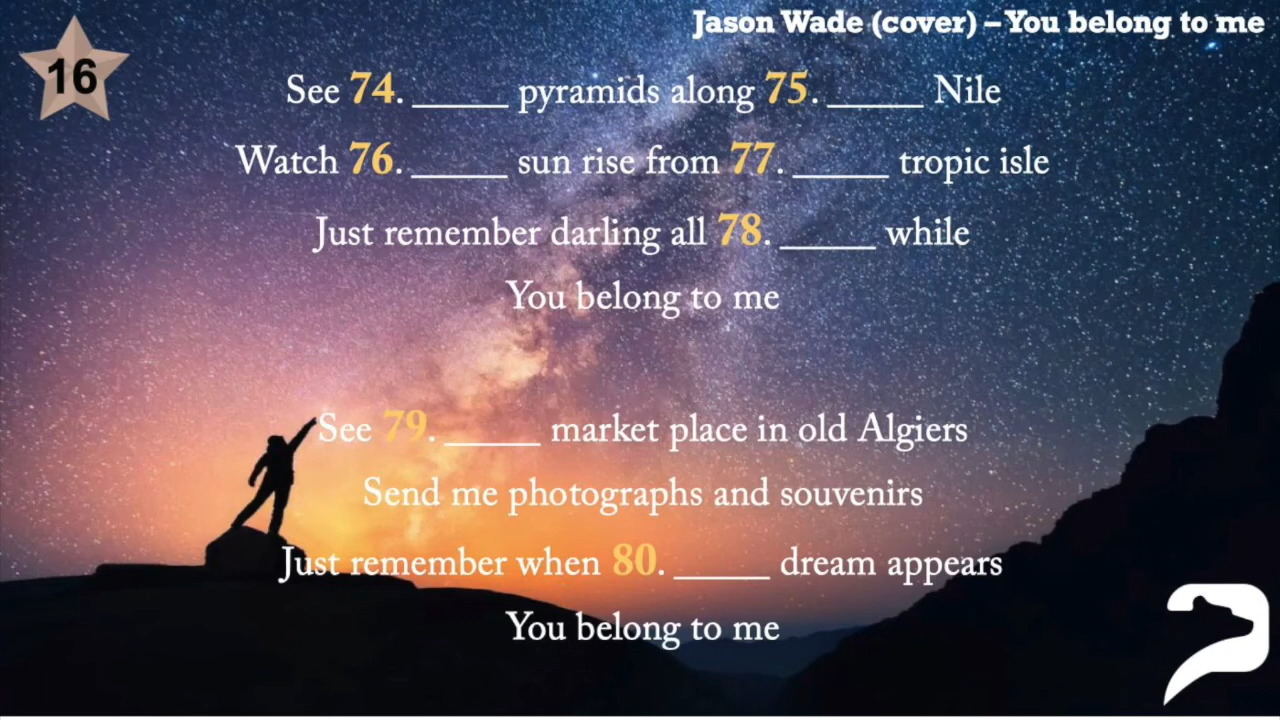 Jason Wade (cover) – You belong to me
16
See 74. _____ pyramids along 75. _____ Nile
Watch 76. _____ sun rise from 77. _____ tropic isle
Just remember darling all 78. _____ while
You belong to me
See 79. _____ market place in old Algiers
Send me photographs and souvenirs
Just remember when 80. _____ dream appears
You belong to me